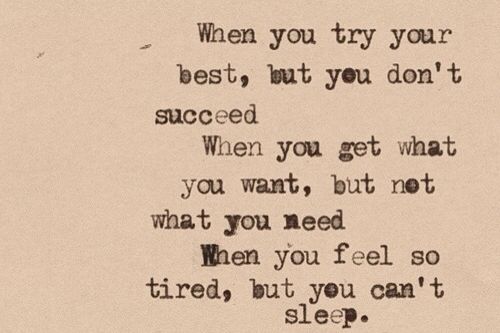 When you try your
best, but you don't
succeed
When you get what
you want, but not
what you need
When you feel so
tired, but you can't
sleep.